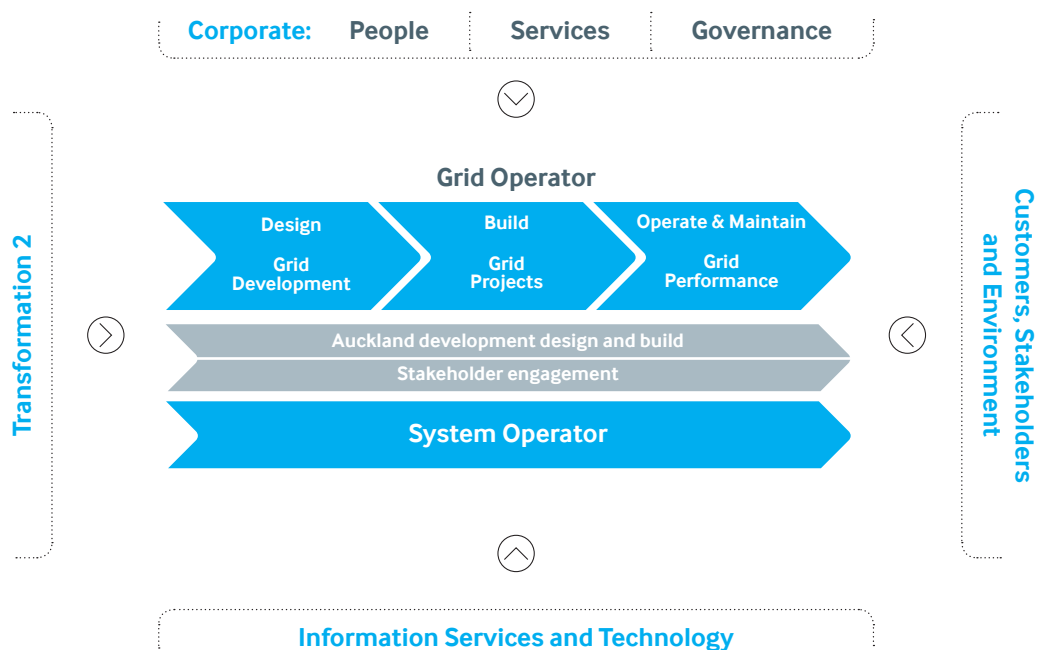 Corporate: People Services Governance
Grid Operator
Design
Grid
Development
Build
Grid
Projects
Operate & Maintain
Grid
Performance
Auckland development design and build
Stakeholder engagement
System Operator
Transformation 2
Customers, Stakeholders
and Environment
Information Services and Technology